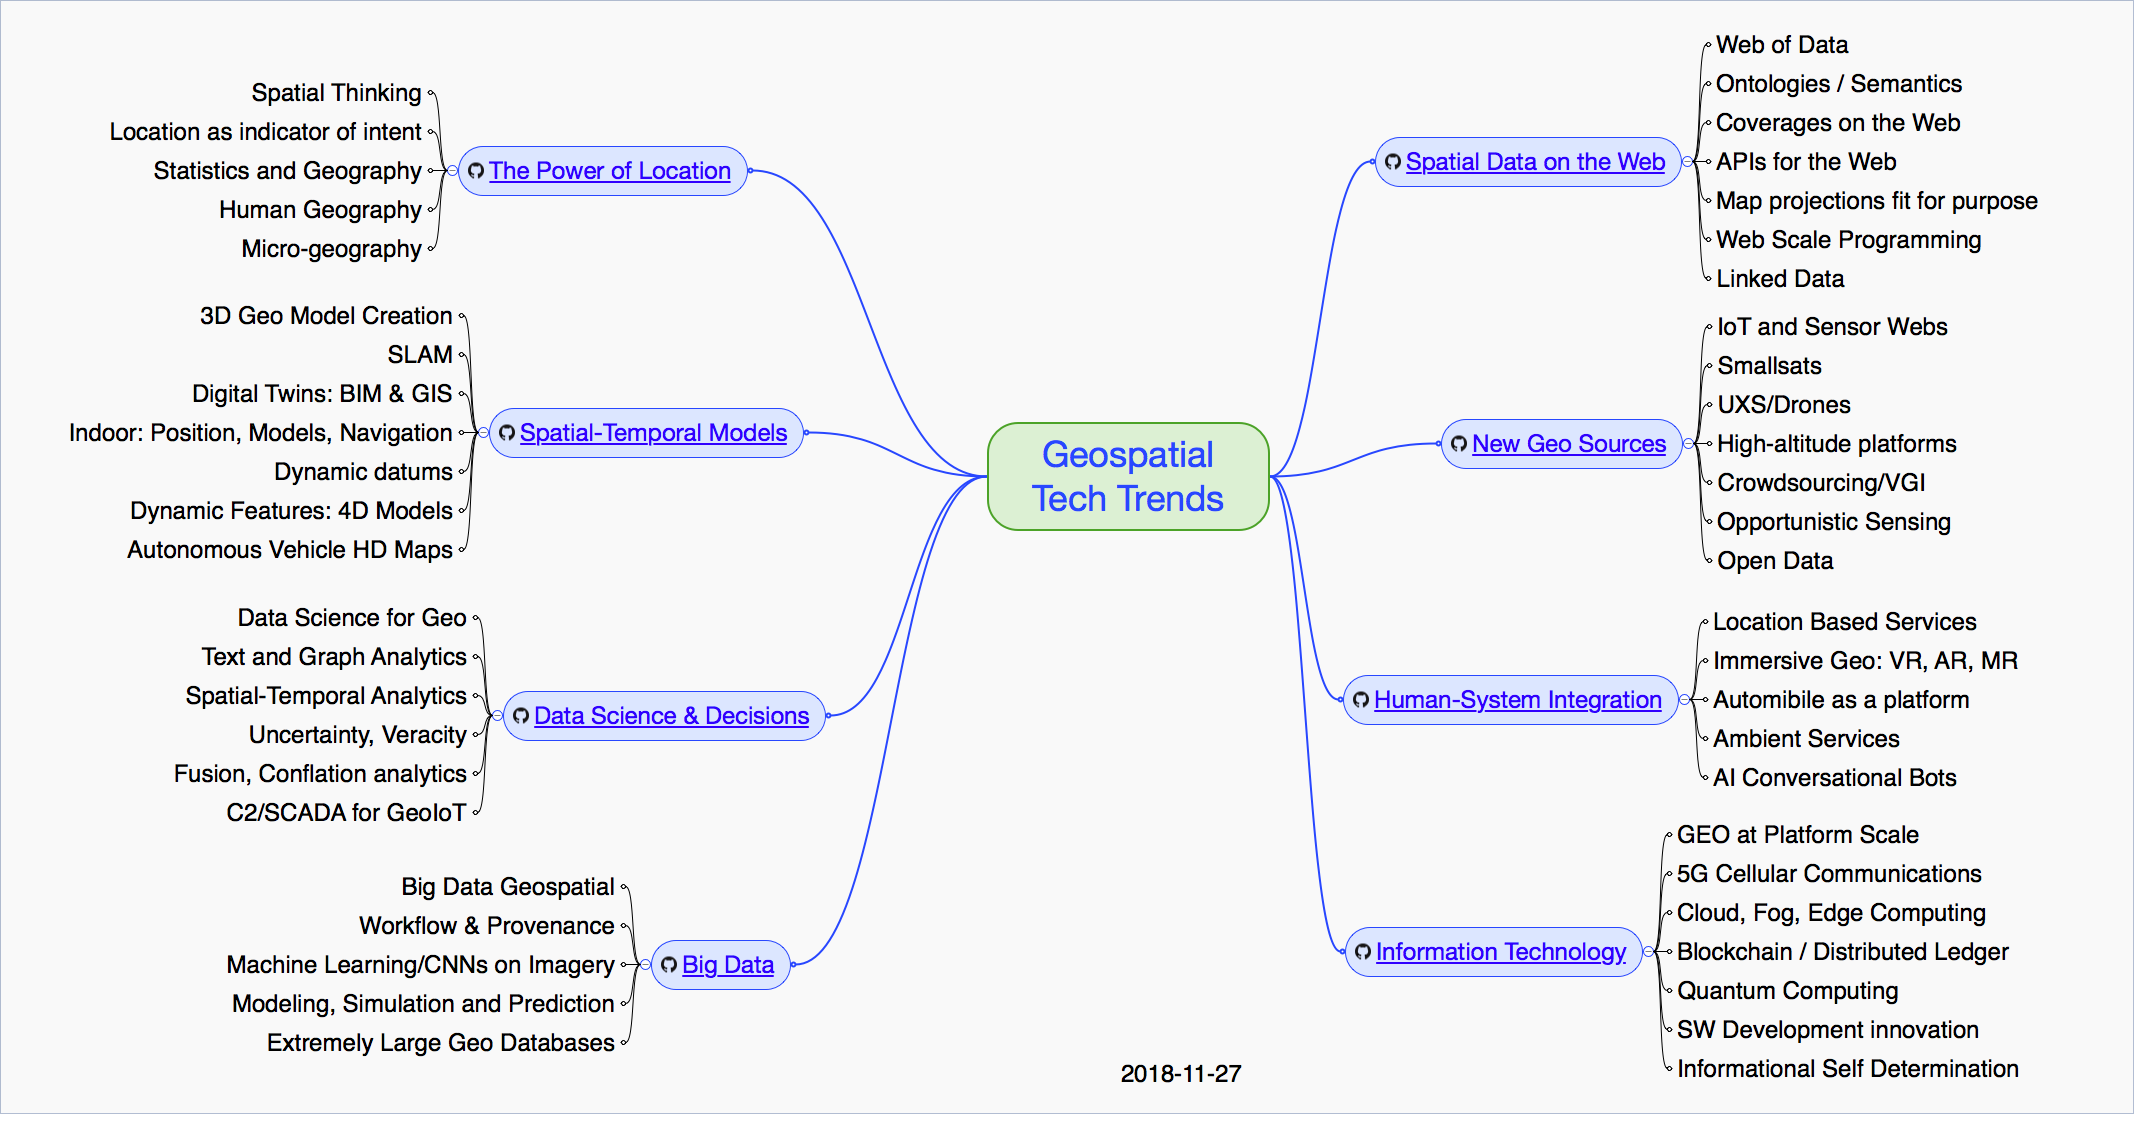 Geospatial
Tech Trends
The Power of Location
Spatial Thinking
Location as indicator of intent
Statistics and Geography
Human Geography
Micro-geography
Spatial-Temporal Models
3D Geo Model Creation
SLAM
Digital Twins: BIM & GIS
Indoor: Position, Models, Navigation
Dynamic datums
Dynamic Features: 4D Models
Autonomous Vehicle HD Maps
Data Science & Decisions
Data Science for Geo
Text and Graph Analytics
Spatial-Temporal Analytics
Uncertainty, Veracity
Fusion, Conflation analytics
C2/SCADA for GeoIoT
Big Data
Big Data Geospatial
Workflow & Provenance
Machine Learning/CNNs on Imagery
Modeling, Simulation and Prediction
Extremely Large Geo Databases
Spatial Data on the Web
Web of Data
Ontologies / Semantics
Coverages on the Web
APIs for the Web
Map projections fit for purpose
Web Scale Programming
Linked Data
New Geo Sources
IoT and Sensor Webs
Smallsats
UXS/Drones
High-altitude platforms
Crowdsourcing/VGI
Opportunistic Sensing
Open Data
Human-System Integration
Location Based Services
Immersive Geo: VR, AR, MR
Automibile as a platform
Ambient Services
AI Conversational Bots
Information Technology
GEO at Platform Scale
5G Cellular Communications
Cloud, Fog, Edge Computing
Blockchain / Distributed Ledger
Quantum Computing
SW Development innovation
Informational Self Determination
2018-11-27